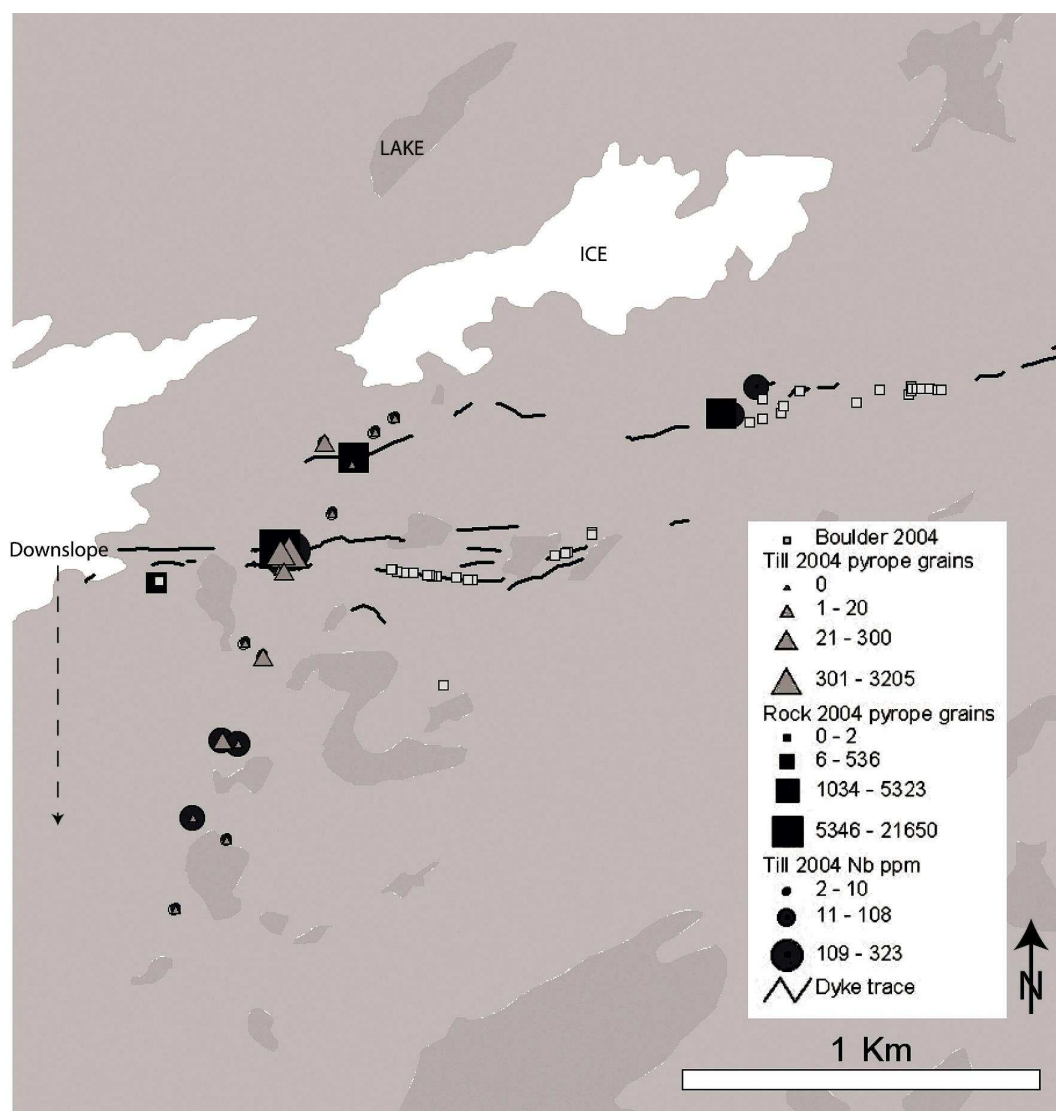 LAKE
ICE
Downslope
Boulder 2004
Till 2004 pyrope grains
0
1 - 20
21 - 300
301 - 3205
Rock 2004 pyrope grains
0 - 2
6 - 536
1034 - 5323
5346 - 21650
Till 2004 Nb ppm
2 - 10
11 - 108
109 - 323
Dyke trace
N
1 Km